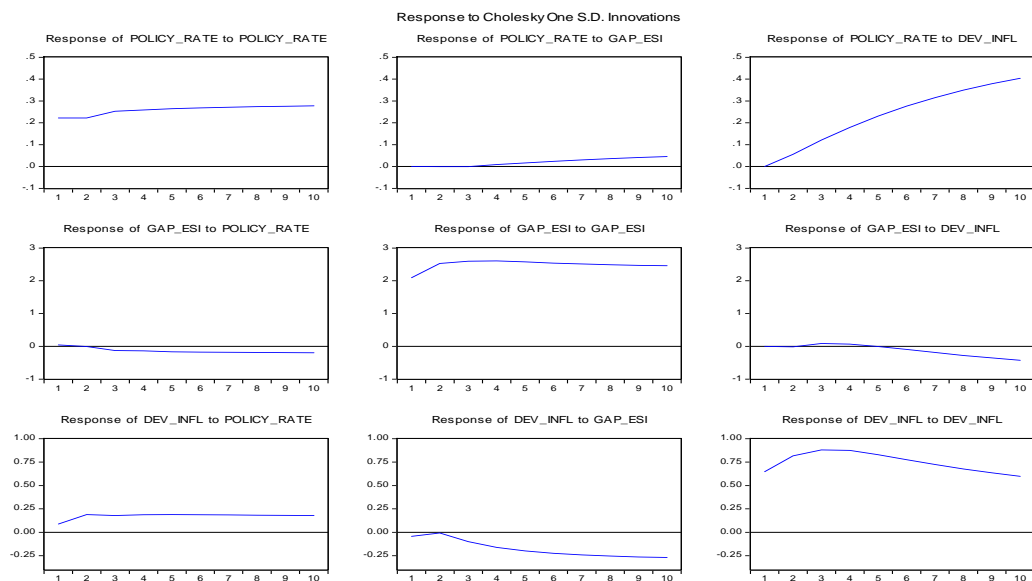 Response to Cholesky One S.D. Innovations
Response of POLICY_RATE to POLICY_RATE
.5
.4
.3
.2
.1
.0
-.1
1 2 3 4 5 6 7 8 9 10
Response of POLICY_RATE to GAP_ESI
.5
.4
.3
.2
.1
.0
-.1
1 2 3 4 5 6 7 8 9 10
Response of POLICY_RATE to DEV_INFL
.5
.4
.3
.2
.1
.0
-.1
1 2 3 4 5 6 7 8 9 10
Response of GAP_ESI to POLICY_RATE
3
2
1
0
-1
1 2 3 4 5 6 7 8 9 10
Response of GAP_ESI to GAP_ESI
3
2
1
0
-1
1 2 3 4 5 6 7 8 9 10
Response of GAP_ESI to DEV_INFL
3
2
1
0
-1
1 2 3 4 5 6 7 8 9 10
Response of DEV_INFL to POLICY_RATE
1.00
0.75
0.50
0.25
0.00
-0.25
1 2 3 4 5 6 7 8 9 10
Response of DEV_INFL to GAP_ESI
1.00
0.75
0.50
0.25
0.00
-0.25
1 2 3 4 5 6 7 8 9 10
Response of DEV_INFL to DEV_INFL
1.00
0.75
0.50
0.25
0.00
-0.25
1 2 3 4 5 6 7 8 9 10